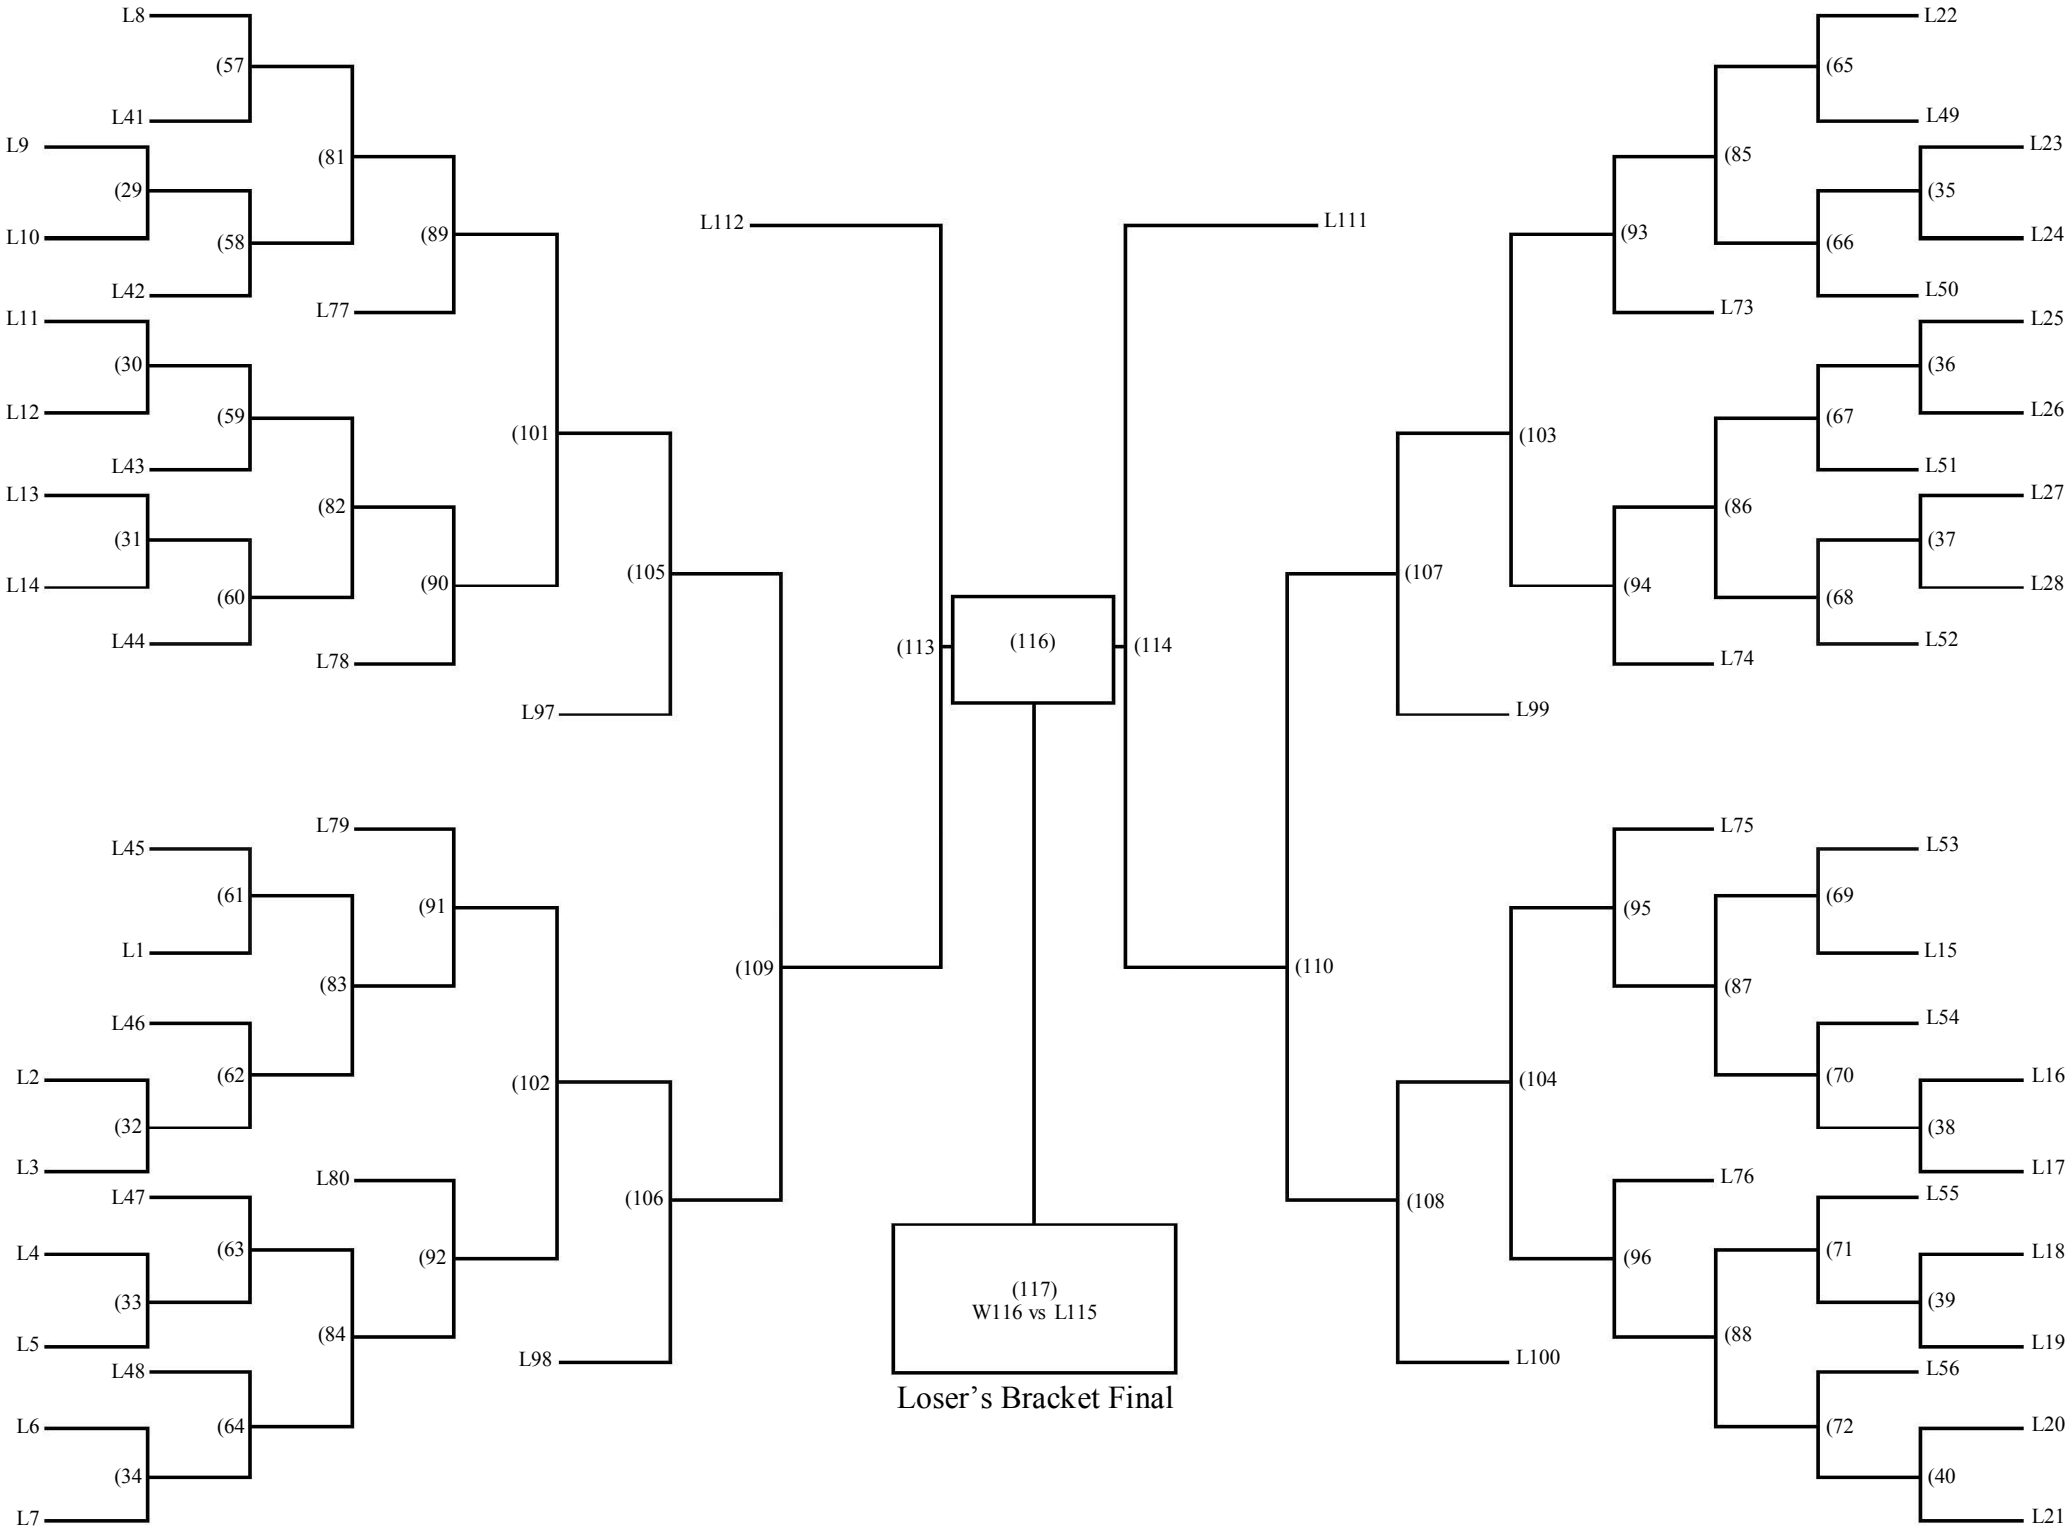 L8
L22
(57
(65
L41
L49
L9
L23
(81
(85
(29
(35
L10
L24
L112
L111
(89
(93
(58
(66
L42
L50
L77
L73
L11
L25
(30
(36
L12
L26
(59
(67
(101
(103
L43
L51
L13
L27
(82
(86
(31
(37
(105
(107
L14
L28
(90
(94
(60
(68
L44
L52
(113
(116)
(114
L78
L74
L97
L99
L79
L75
L45
L53
(61
(69
(91
(95
L1
L15
(109
(110
(83
(87
L46
L54
L2
L16
(62
(70
(102
(104
(32
(38
L3
L17
L80
L76
L47
L55
(106
(108
(63
(71
L4
L18
(92
(96
(117)
W116 vs L115
(33
(39
(84
(88
L5
L19
L98
L100
L48
L56
Loser’s Bracket Final
L6
L20
(64
(72
(34
(40
L7
L21